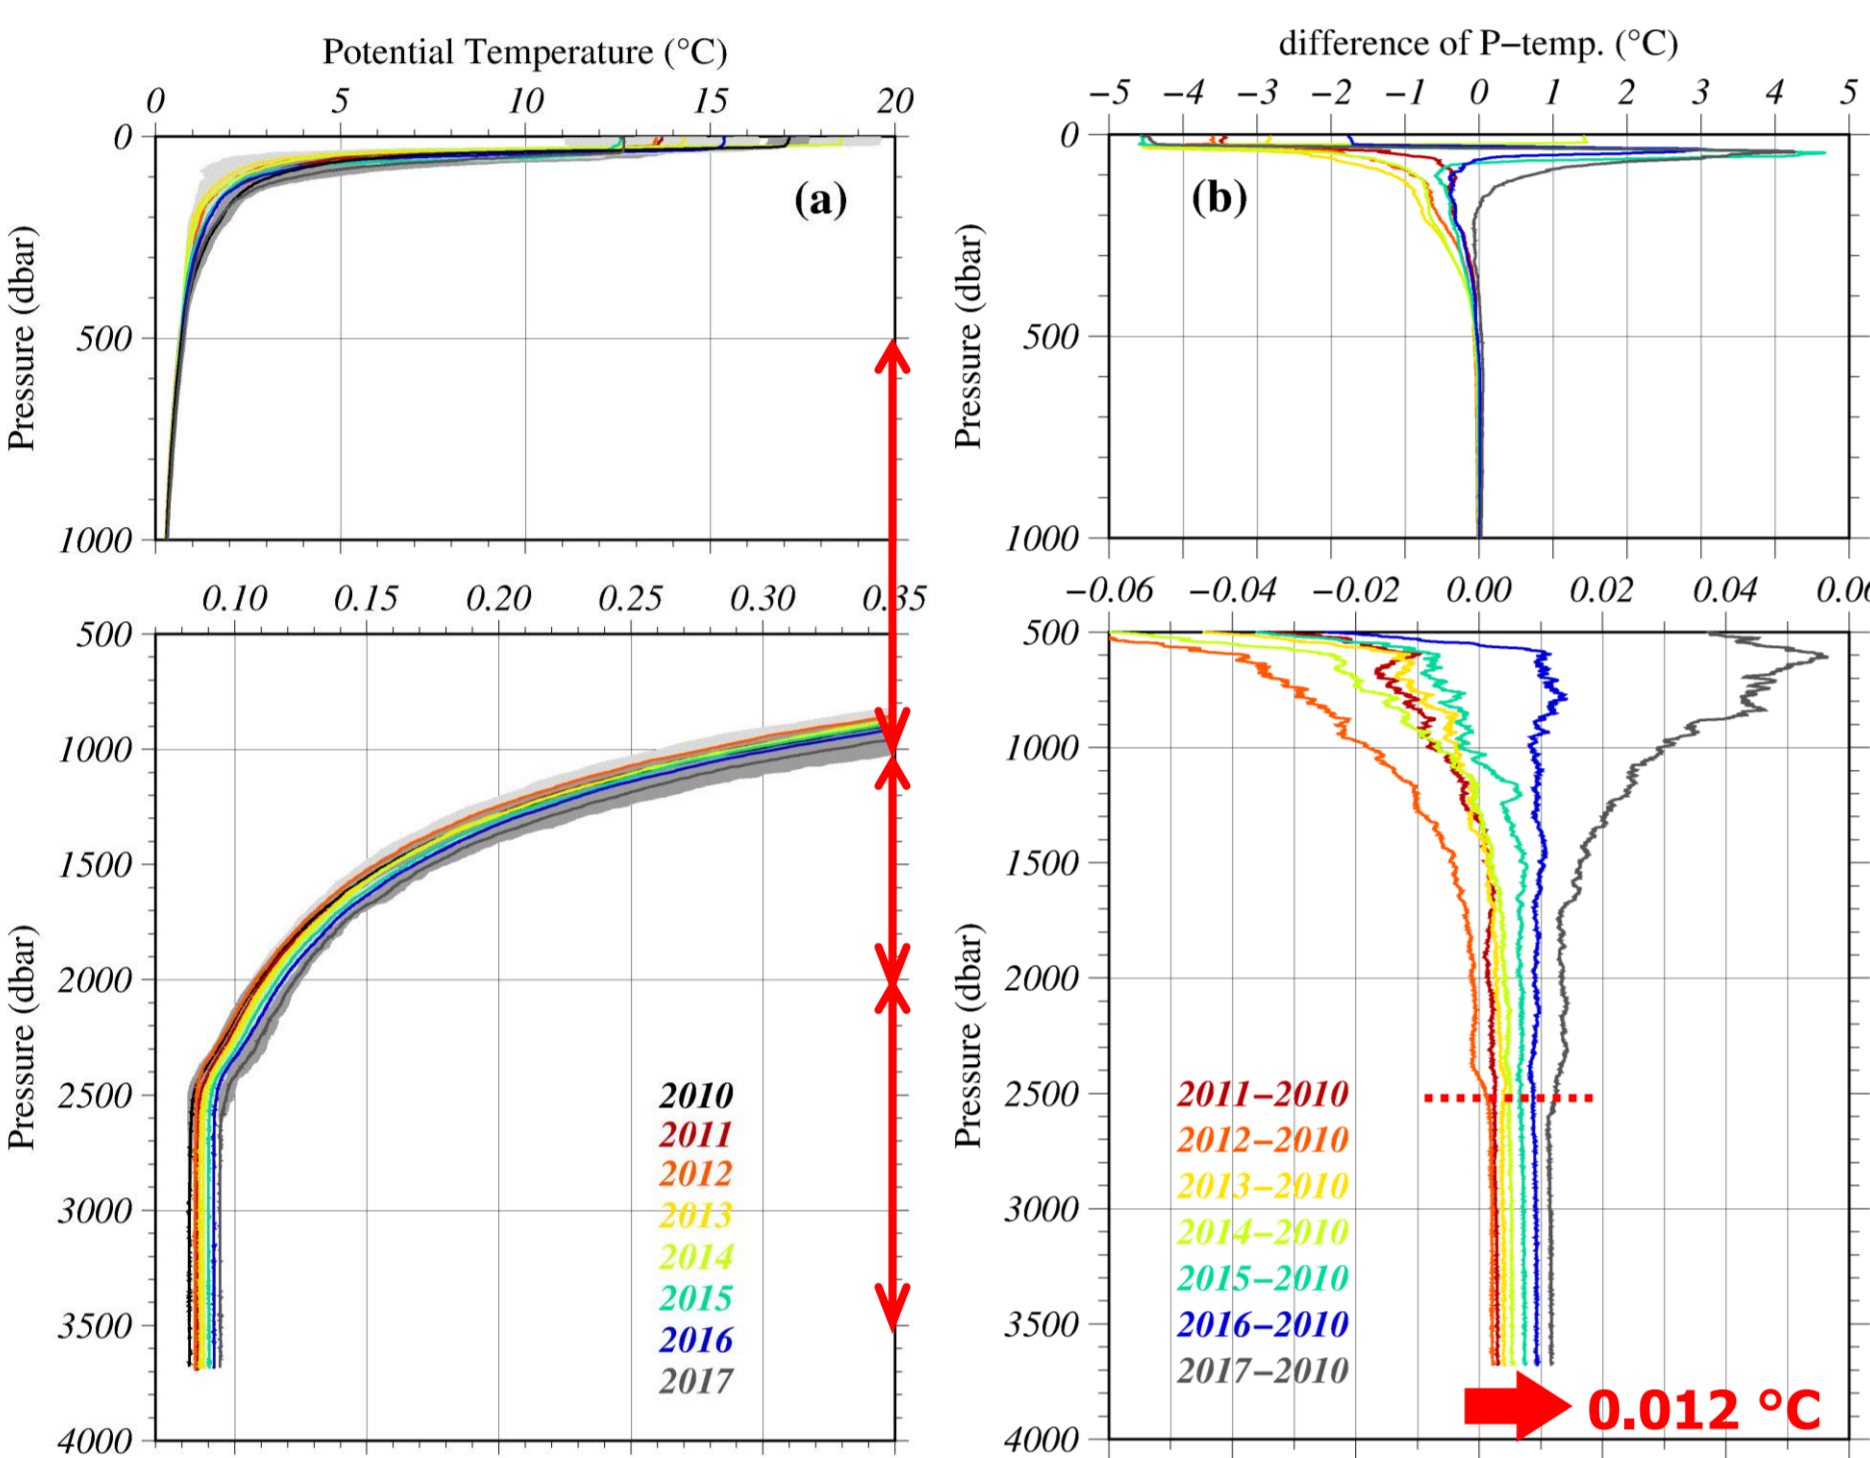 Potential Temperature (°C)
0 5 10 15 20
0
500
1000
Pressure (dbar)
(a)
0.10 0.15 0.20 0.25 0.30 0.35
500
1000
1500
2000
2500
3000
3500
4000
Pressure (dbar)
2010
2011
2012
2013
2014
2015
2016
2017
difference of P−temp. (°C)
−5 −4 −3 −2 −1 0 1 2 3 4 5
0
500
1000
Pressure (dbar)
(b)
−0.06 −0.04 −0.02 0.00 0.02 0.04 0.06
500
1000
1500
2000
2500
3000
3500
4000
Pressure (dbar)
2011−2010
2012−2010
2013−2010
2014−2010
2015−2010
2016−2010
2017−2010
0.012 °C